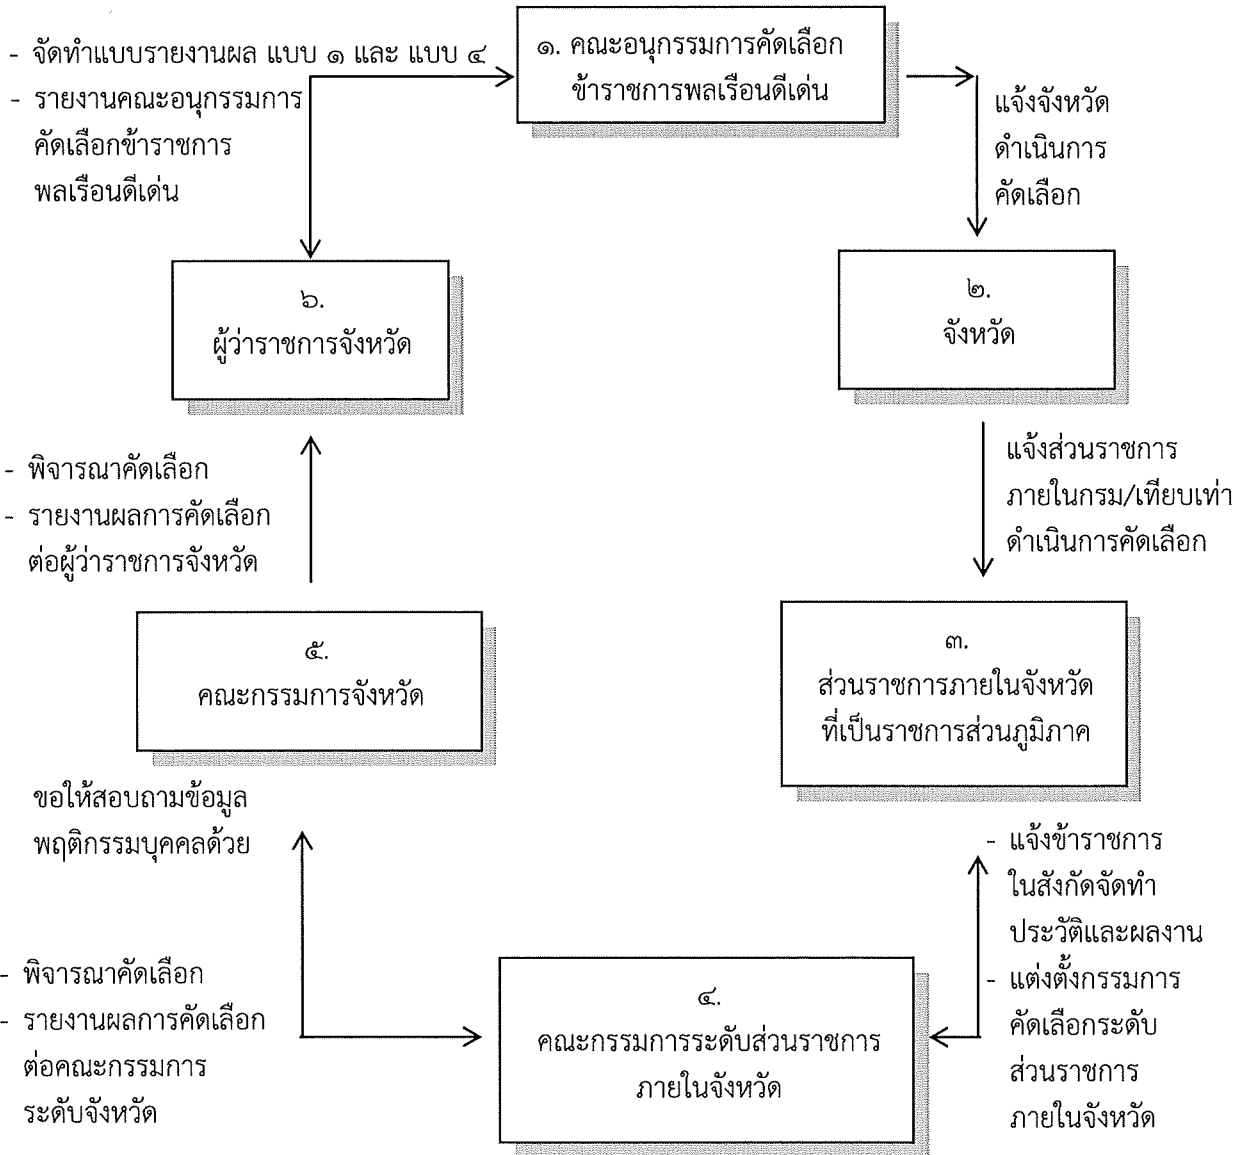 - จัดทำแบบรายงานผล แบบ ๑ และ แบบ ๔
- รายงานคณะอนุกรรมการ
คัดเลือกข้าราชการ
พลเรือนดีเด่น
๑. คณะอนุกรรมการคัดเลือก
ข้าราชการพลเรือนดีเด่น
แจ้งจังหวัด
ดำเนินการ
คัดเลือก
๒.
จังหวัด
แจ้งส่วนราชการ
ภายในกรม/เทียบเท่า
ดำเนินการคัดเลือก
๓.
ส่วนราชการภายในจังหวัด
ที่เป็นราชการส่วนภูมิภาค
- แจ้งข้าราชการ
ในสังกัดจัดทำ
ประวัติและผลงาน
- แต่งตั้งกรรมการ
คัดเลือกระดับ
ส่วนราชการ
ภายในจังหวัด
๔.
คณะกรรมการระดับส่วนราชการ
ภายในจังหวัด
- พิจารณาคัดเลือก
- รายงานผลการคัดเลือก
ต่อคณะกรรมการ
ระดับจังหวัด
ขอให้สอบถามข้อมูล
พฤติกรรมบุคคลด้วย
๕.
คณะกรรมการจังหวัด
- พิจารณาคัดเลือก
- รายงานผลการคัดเลือก
ต่อผู้ว่าราชการจังหวัด
๖.
ผู้ว่าราชการจังหวัด